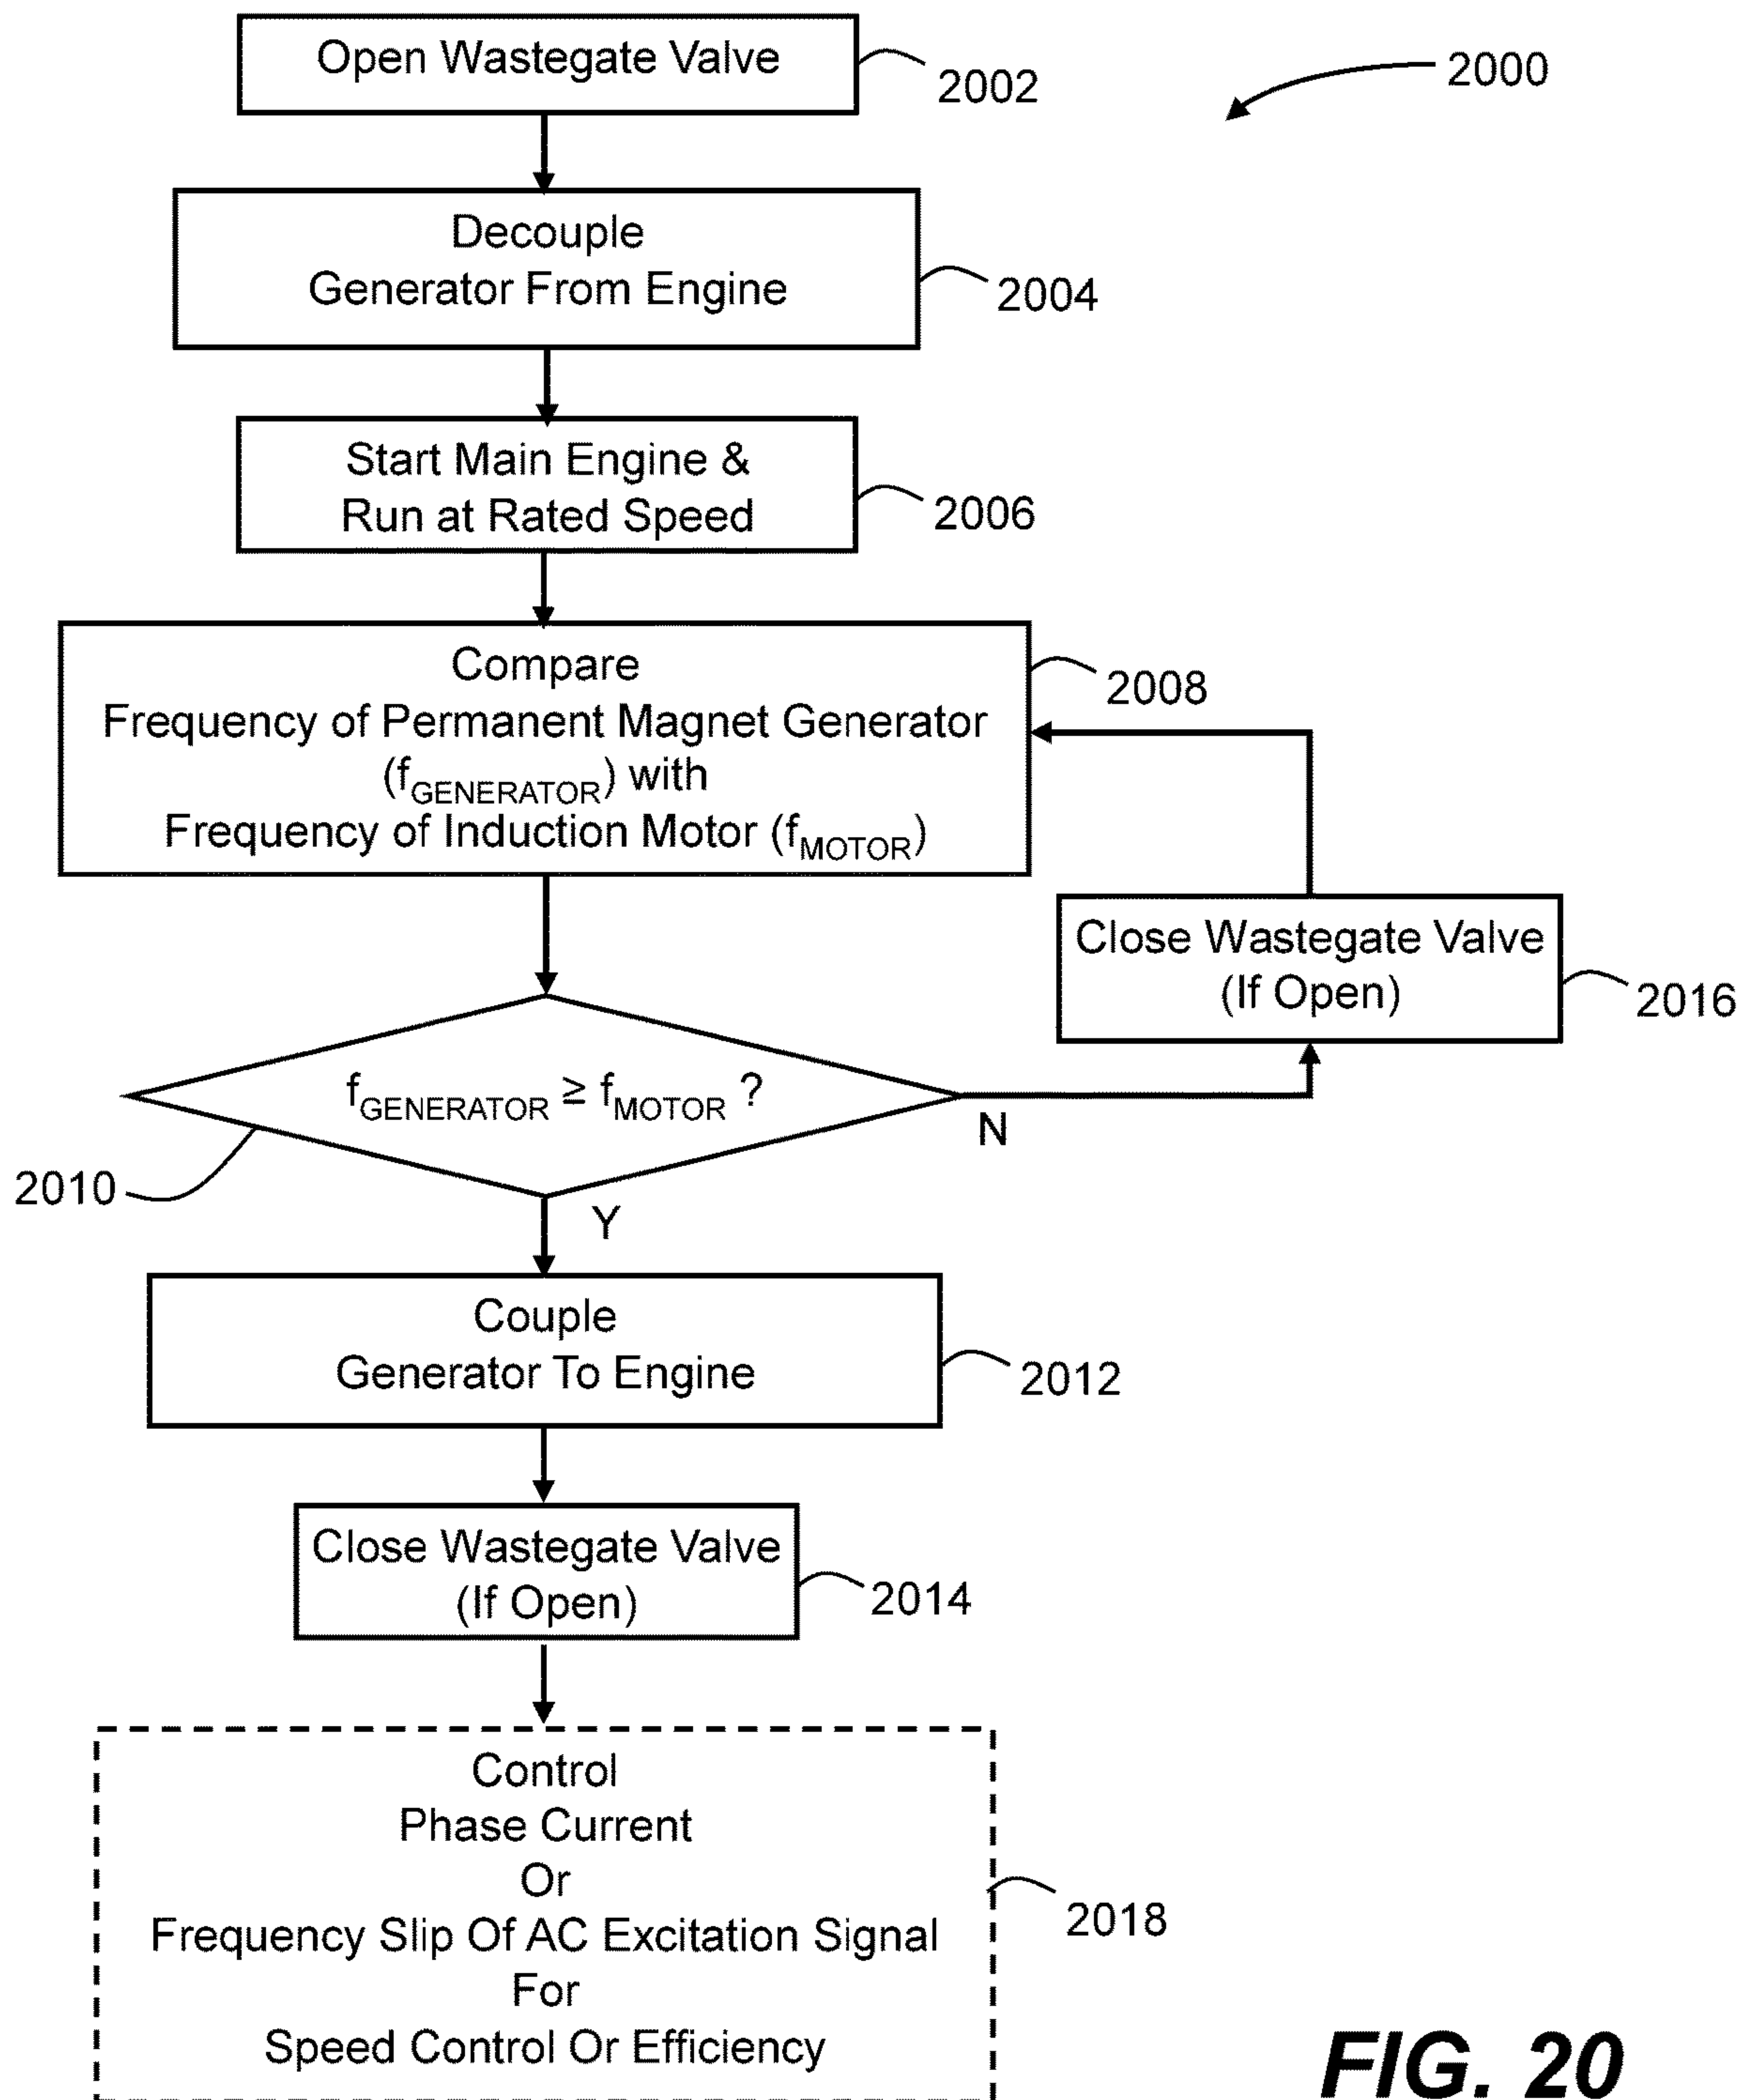 Open Wastegate Valve
2002
2000
Decouple
Generator From Engine
2004
Start Main Engine &
Run at Rated Speed
2006
Compare
Frequency of Permanent Magnet Generator
(fGENERATOR) with
Frequency of Induction Motor (fMOTOR)
2008
Close Wastegate Valve
(If Open)
2016
fGENERATOR ≥ fMOTOR ?
N
2010
Y
Couple
Generator To Engine
2012
Close Wastegate Valve
(If Open)
2014
Control
Phase Current
Or
Frequency Slip Of AC Excitation Signal
For
Speed Control Or Efficiency
2018
FIG. 20